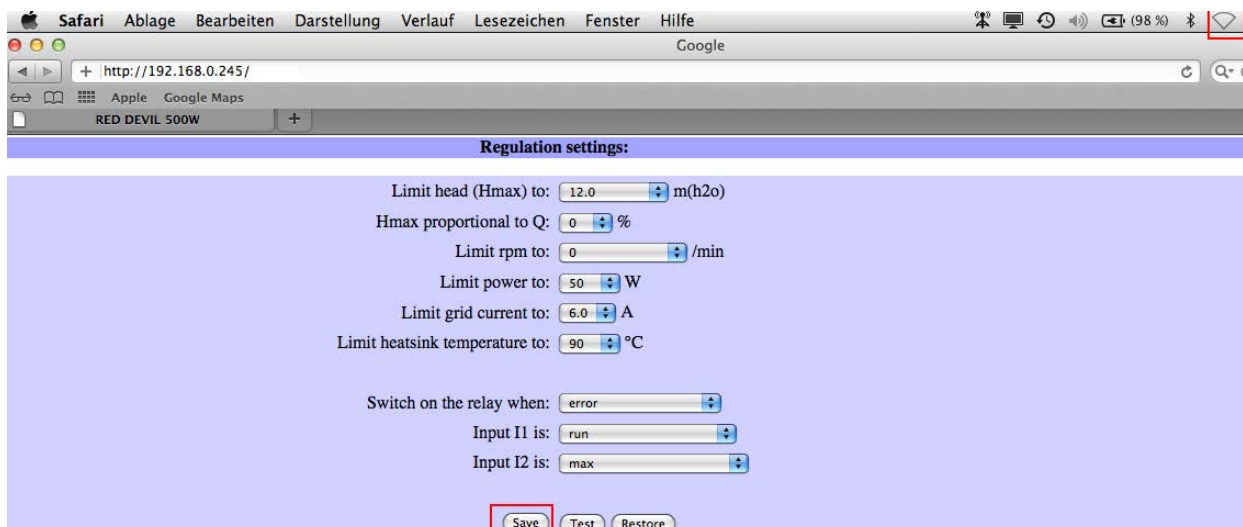 Safari Ablage Bearbeiten Darstellung Verlauf Lesezeichen Fenster Hilfe (98 %)
Google
http://192.168.0.245/
Apple Google Maps
RED DEVIL 500W +
Regulation settings:
Limit head (Hmax) to: 12.0 m(h2o)
Hmax proportional to Q: 0 %
Limit rpm to: 0 /min
Limit power to: 50 W
Limit grid current to: 6.0 A
Limit heatsink temperature to: 90 °C
Switch on the relay when: error
Input I1 is: run
Input I2 is: max
Save Test Restore